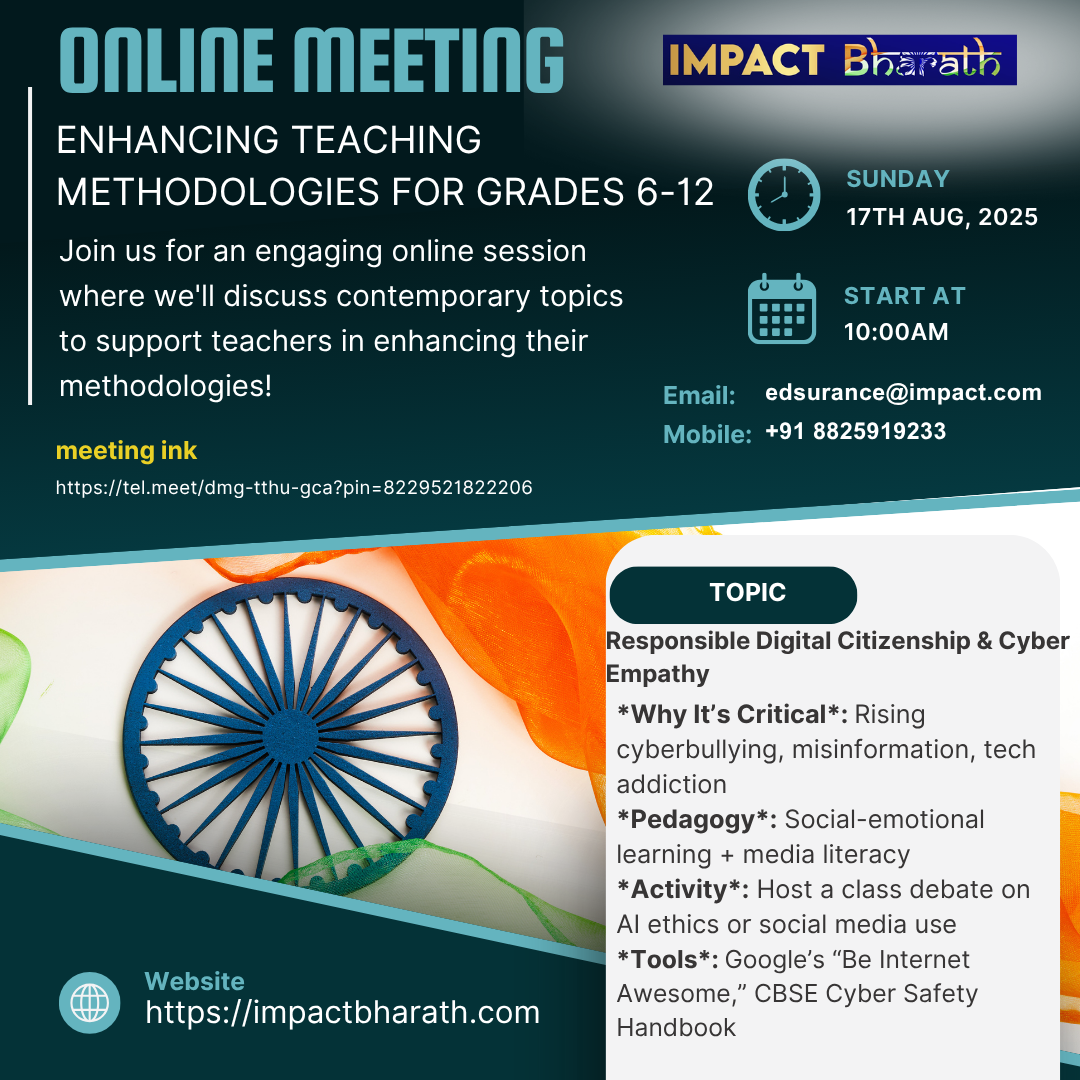 ONLINE MEETING
IMPACT Bharath
ENHANCING TEACHING
METHODOLOGIES FOR GRADES 6-12
Join us for an engaging online session
where we'll discuss contemporary topics
to support teachers in enhancing their
methodologies!
SUNDAY
17TH AUG, 2025
START AT
10:00AM
Email: edsurance@impact.com
Mobile: +91 8825919233
meeting ink
https://tel.meet/dmg-tthu-gca?pin=8229521822206
TOPIC
Responsible Digital Citizenship & Cyber
Empathy
*Why It’s Critical*: Rising
cyberbullying, misinformation, tech
addiction
*Pedagogy*: Social-emotional
learning + media literacy
*Activity*: Host a class debate on
AI ethics or social media use
*Tools*: Google’s “Be Internet
Awesome,” CBSE Cyber Safety
Handbook
Website
https://impactbharath.com